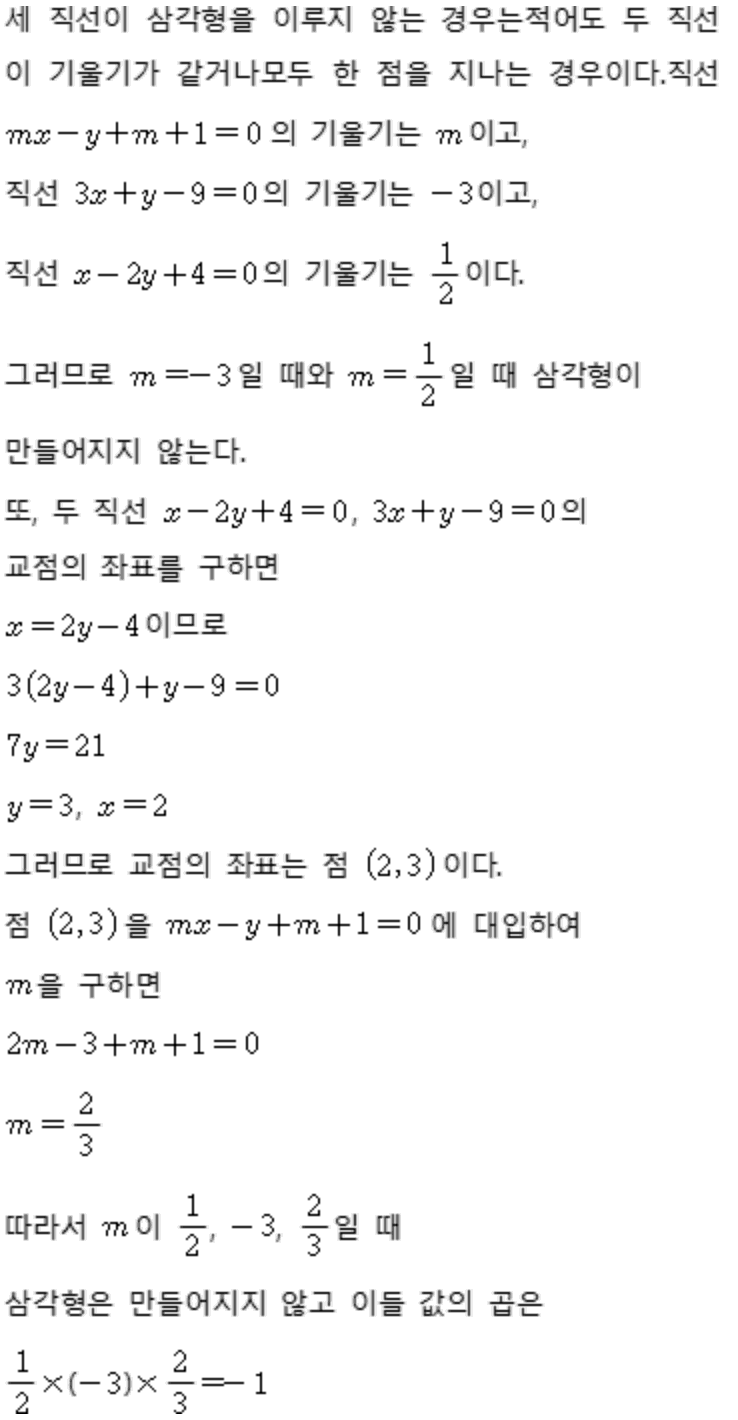 세 직선이 삼각형을 이루지 않는 경우는적어도 두 직선
이 기울기가 같거나모두 한 점을 지나는 경우이다.직선
mx-y+m+1=0 의 기울기는 m이고,
직선 3x+y-9=0의 기울기는 -3이고,
직선 x-2y+4=0의 기울기는 1/2이다.
그러므로 m=-3일 때와 m=1/2일 때 삼각형이
만들어지지 않는다.
또, 두 직선 x-2y+4=0, 3x+y-9=0의
교점의 좌표를 구하면
x=2y-4이므로
3(2y-4)+y-9=0
7y=21
y=3, x=2
그러므로 교점의 좌표는 점 (2,3)이다.
점 (2,3)을 mx-y+m+1=0 에 대입하여
m을 구하면
2m-3+m+1=0
m=2/3
따라서 m이 1/2, -3, 2/3일 때
삼각형은 만들어지지 않고 이들 값의 곱은
1/2×(-3)×2/3=-1